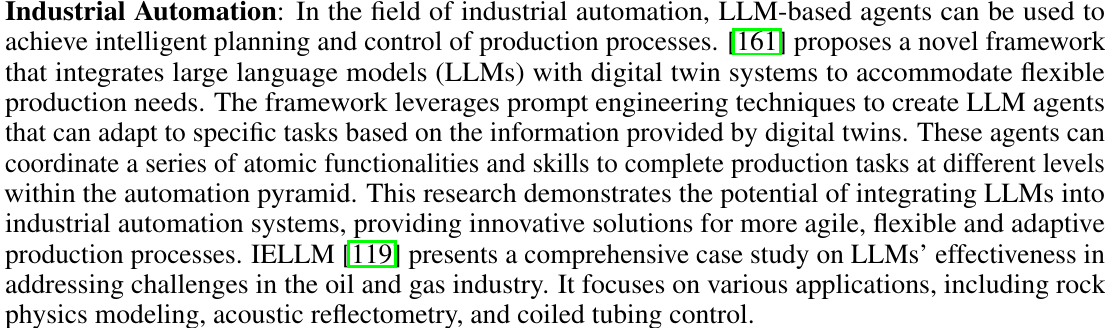 Industrial Automation: In the field of industrial automation, LLM-based agents can be used to
achieve intelligent planning and control of production processes. [161] proposes a novel framework
that integrates large language models (LLMs) with digital twin systems to accommodate flexible
production needs. The framework leverages prompt engineering techniques to create LLM agents
that can adapt to specific tasks based on the information provided by digital twins. These agents can
coordinate a series of atomic functionalities and skills to complete production tasks at different levels
within the automation pyramid. This research demonstrates the potential of integrating LLMs into
industrial automation systems, providing innovative solutions for more agile, flexible and adaptive
production processes. IELLM [119] presents a comprehensive case study on LLMs’ effectiveness in
addressing challenges in the oil and gas industry. It focuses on various applications, including rock
physics modeling, acoustic reflectometry, and coiled tubing control.